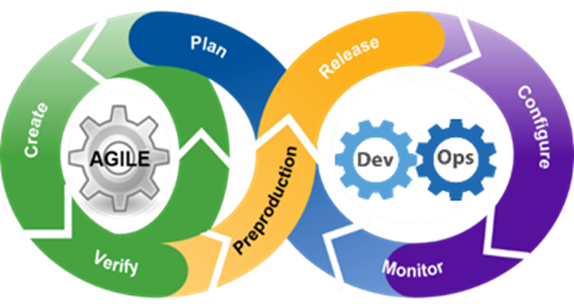 Plan
Release
Create
Configure
AGILE
Dev
Ops
Preproduction
Verify
Monitor